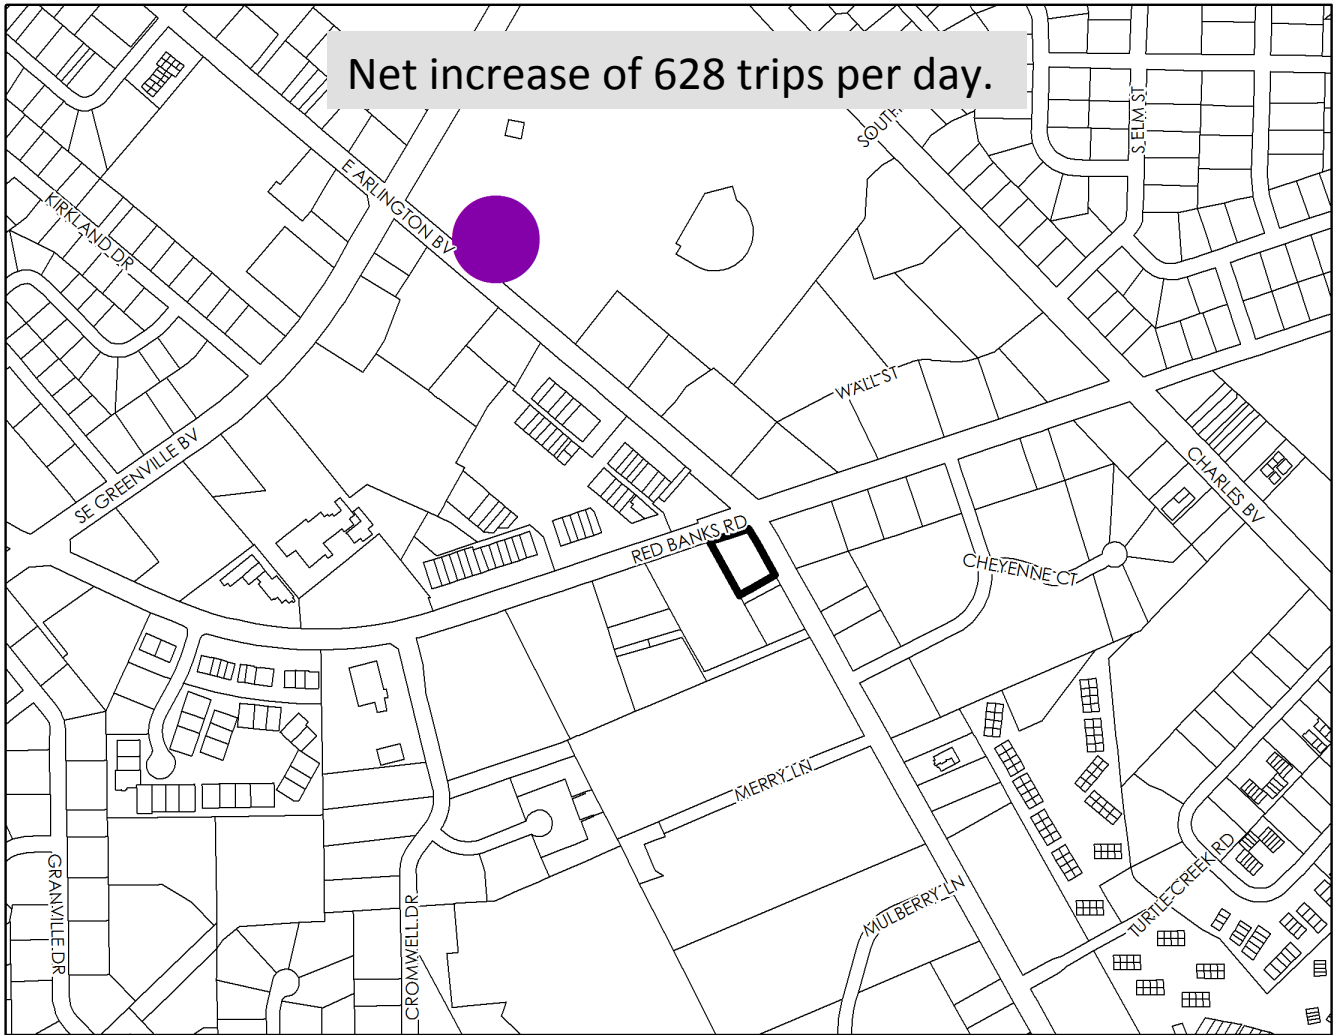 Net increase of 628 trips per day.
SOUTH
S ELM ST
E ARLINGTON BV
KIRKLAND DR
WALL ST
SE GREENVILLE BV
CHARLES BV
RED BANKS RD
CHEYENNE CT
MERRY LN
MULBERRY LN
TURTLE CREEK RD
GRANVILLE DR
CROMWELL DR